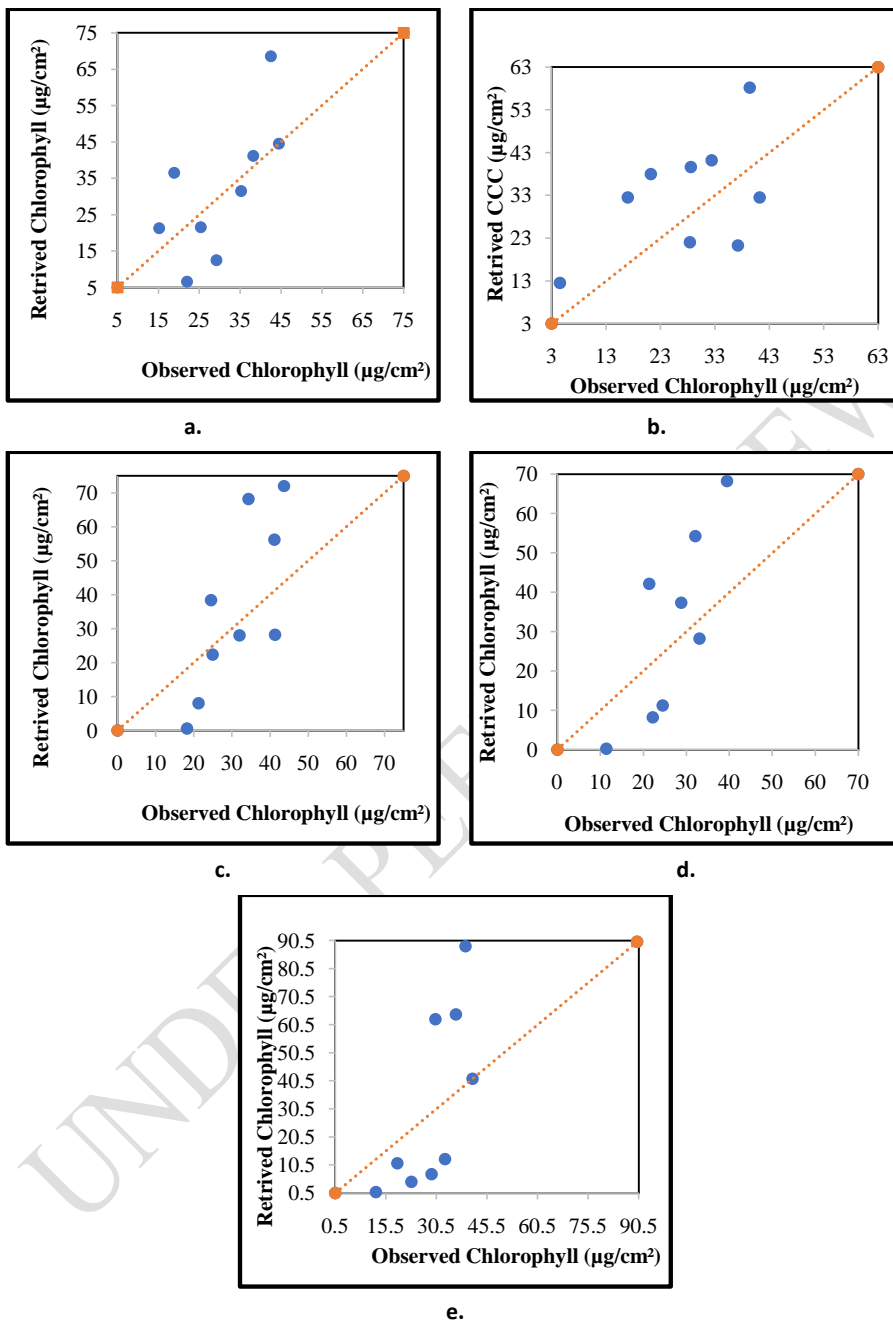 75
65
55
45
35
25
15
5
Retrived Chlorophyll (µg/cm²)
5 15 25 35 45 55 65 75
Observed Chlorophyll (µg/cm²)
a.
63
53
43
33
23
13
3
Retrived CCC (µg/cm²)
3 13 23 33 43 53 63
Observed Chlorophyll (µg/cm²)
b.
70
60
50
40
30
20
10
0
Retrived Chlorophyll (µg/cm²)
0 10 20 30 40 50 60 70
Observed Chlorophyll (µg/cm²)
c.
70
60
50
40
30
20
10
0
Retrived Chlorophyll (µg/cm²)
0 10 20 30 40 50 60 70
Observed Chlorophyll (µg/cm²)
d.
90.5
80.5
70.5
60.5
50.5
40.5
30.5
20.5
10.5
0.5
Retrived Chlorophyll (µg/cm²)
0.5 15.5 30.5 45.5 60.5 75.5 90.5
Observed Chlorophyll (µg/cm²)
e.